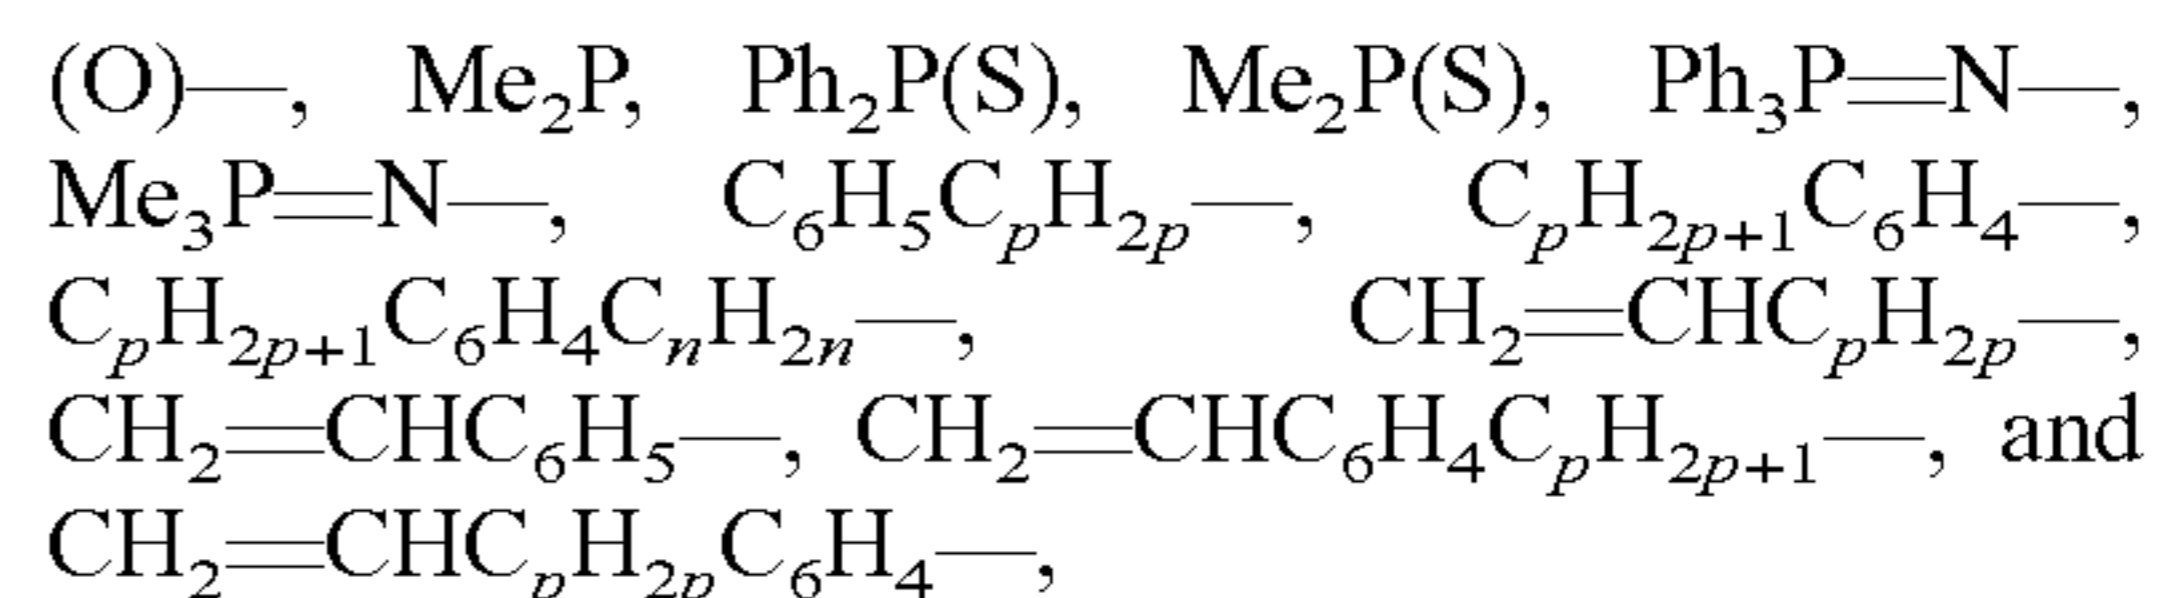 (O)—, Me₂P, Ph₂P(S), Me₂P(S), Ph₃P═N—,
Me₃P═N—, C₆H₅CₚH₂ₚ—, CₚH₂ₚ₊₁C₆H₄—,
CₚH₂ₚ₊₁C₆H₄CₙH₂ₙ—, CH₂═CHCₚH₂ₚ—,
CH₂═CHC₆H₅—, CH₂═CHC₆H₄CₚH₂ₚ₊₁—, and
CH₂═CHCₚH₂ₚC₆H₄—,